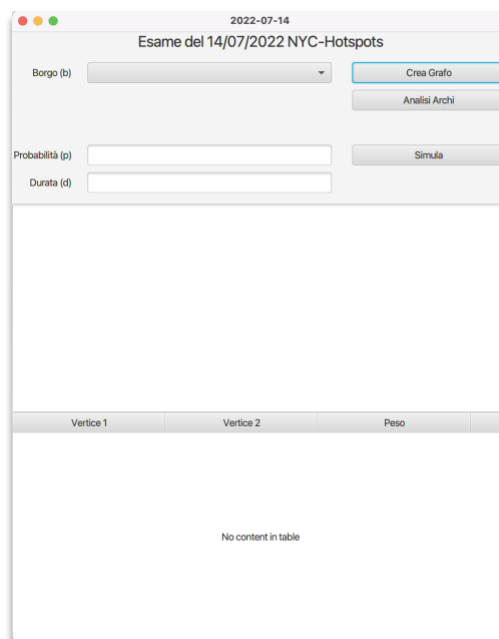 2022-07-14
Esame del 14/07/2022 NYC-Hotspots
Borgo (b)
Crea Grafo
Analisi Archi
Probabilità (p)
Simula
Durata (d)
Vertice 1 Vertice 2 Peso
No content in table